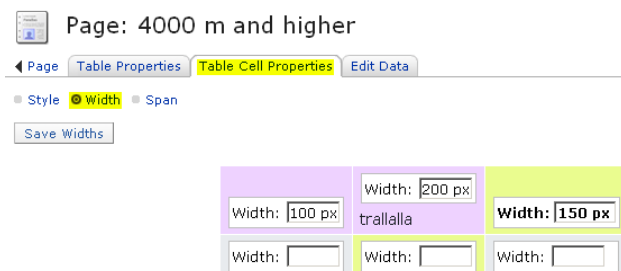 Page: 4000 m and higher
Page Table Properties Table Cell Properties Edit Data
Style Width Span
Save Widths
Width: 200 px
Width: 100 px trallalla Width: 150 px
Width: Width: Width: